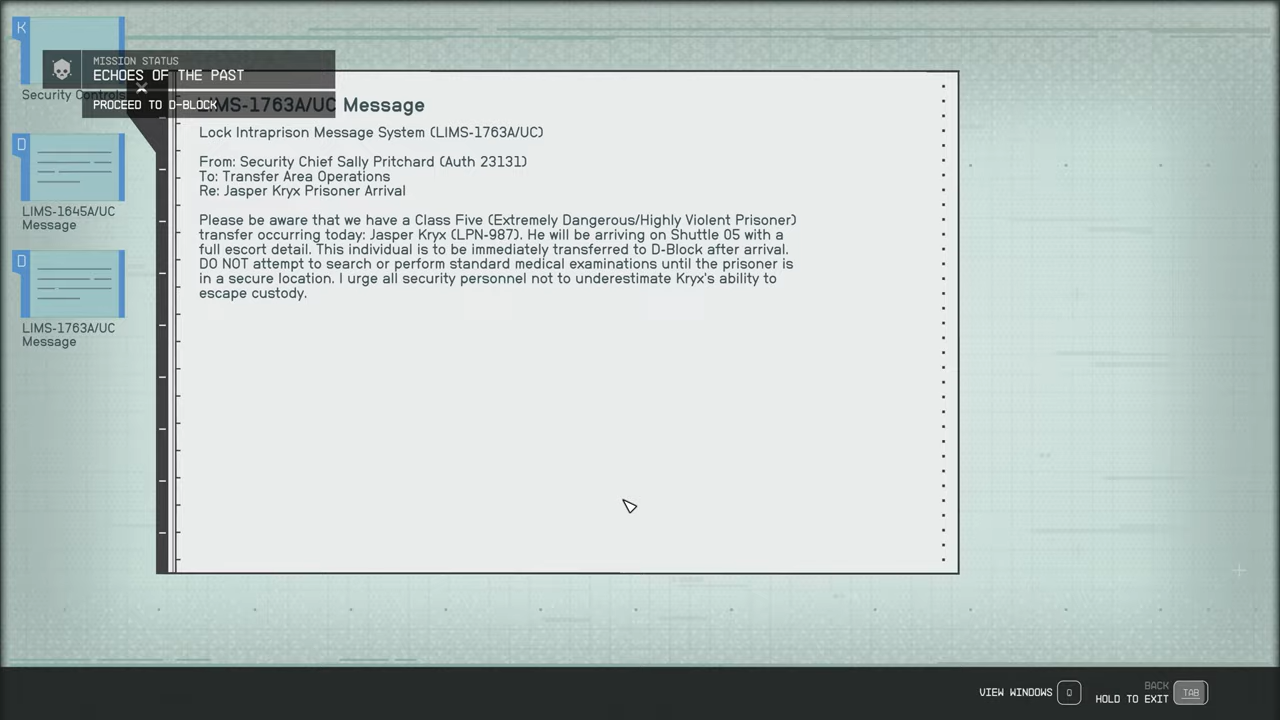 K
MISSION STATUS
ECHOES OF THE PAST
PROCEED TO D-BLOCK
Security Controls
D
LIMS-1645A/UC
Message
D
LIMS-1763A/UC
Message
LIMS-1763A/UC Message
Lock Intraprison Message System (LIMS-1763A/UC)
From: Security Chief Sally Pritchard (Auth 23131)
To: Transfer Area Operations
Re: Jasper Kryx Prisoner Arrival
Please be aware that we have a Class Five (Extremely Dangerous/Highly Violent Prisoner)
transfer occurring today: Jasper Kryx (LPN-987). He will be arriving on Shuttle 05 with a
full escort detail. This individual is to be immediately transferred to D-Block after arrival.
DO NOT attempt to search or perform standard medical examinations until the prisoner is
in a secure location. I urge all security personnel not to underestimate Kryx's ability to
escape custody.
VIEW WINDOWS Q
BACK
HOLD TO EXIT TAB